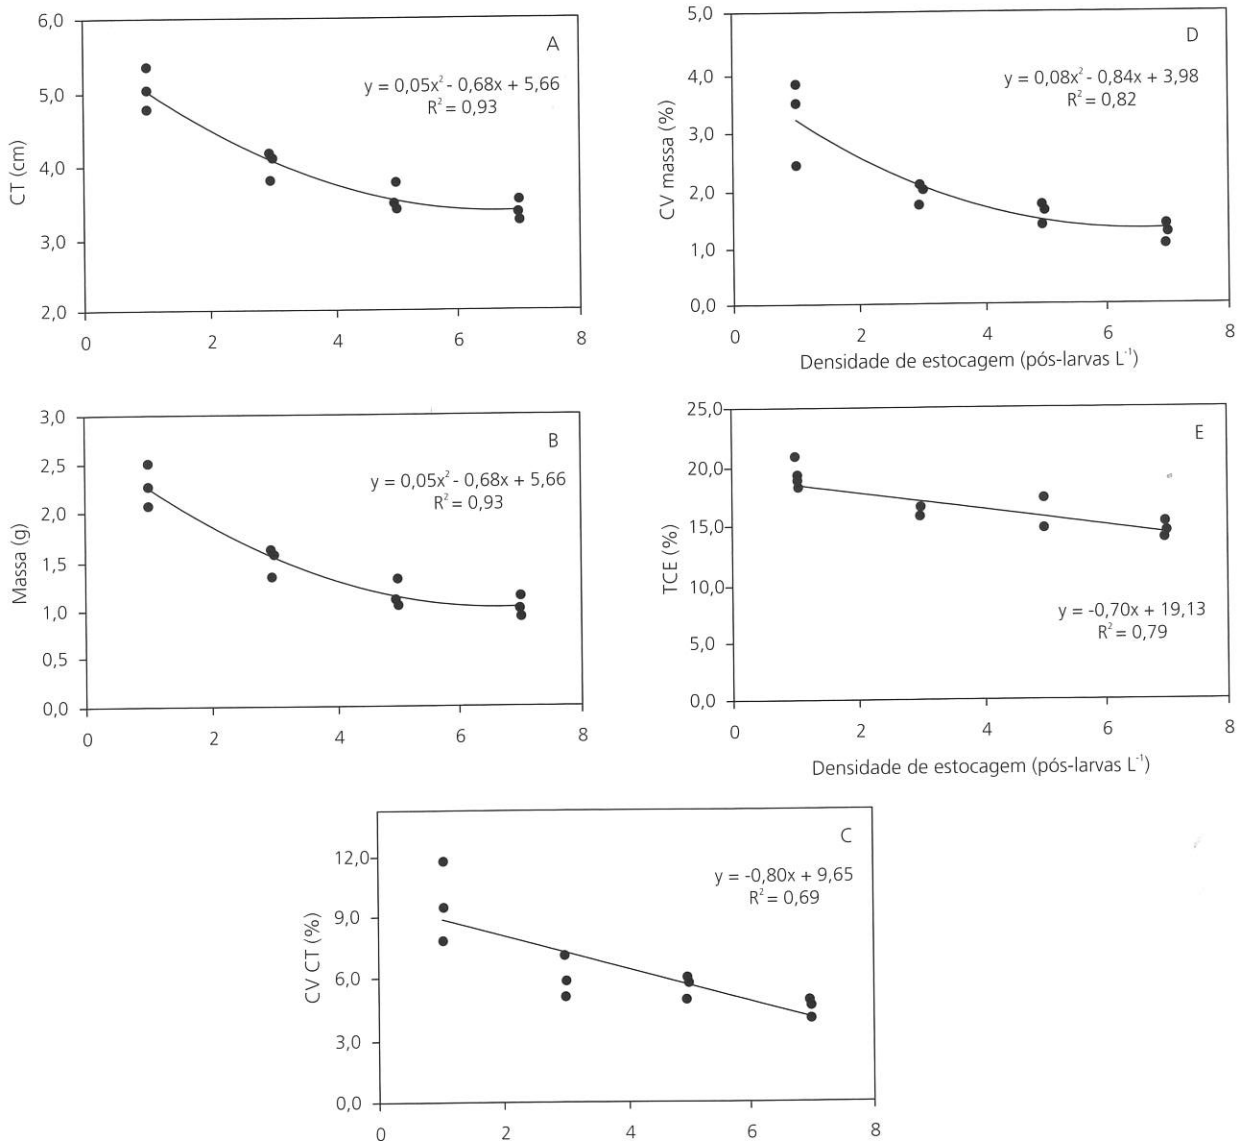 6,0
5,0
4,0
3,0
2,0
CT (cm)
A
y = 0,05x² - 0,68x + 5,66
R² = 0,93
0 2 4 6 8
5,0
4,0
3,0
2,0
1,0
0,0
CV massa (%)
D
y = 0,08x² - 0,84x + 3,98
R² = 0,82
0 2 4 6 8
Densidade de estocagem (pós-larvas L⁻¹)
3,0
2,5
2,0
1,5
1,0
0,5
0,0
Massa (g)
B
y = 0,05x² - 0,68x + 5,66
R² = 0,93
0 2 4 6 8
25,0
20,0
15,0
10,0
5,0
0,0
TCE (%)
E
y = -0,70x + 19,13
R² = 0,79
0 2 4 6 8
Densidade de estocagem (pós-larvas L⁻¹)
12,0
9,0
6,0
3,0
0,0
CV CT (%)
C
y = -0,80x + 9,65
R² = 0,69
0 2 4 6 8